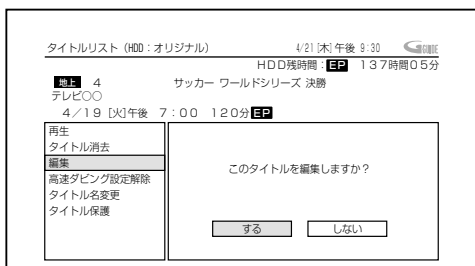 タイトルリスト（HDD：オリジナル） 4/21[木]午後 9:30 GGUIDE
HDD残時間：EP 137時間05分
地上 4 サッカー ワールドシリーズ 決勝
テレビ○○
4／19 [火]午後 7：00 120分EP
再生
タイトル消去
編集
高速ダビング設定解除
タイトル名変更
タイトル保護
このタイトルを編集しますか？
する しない